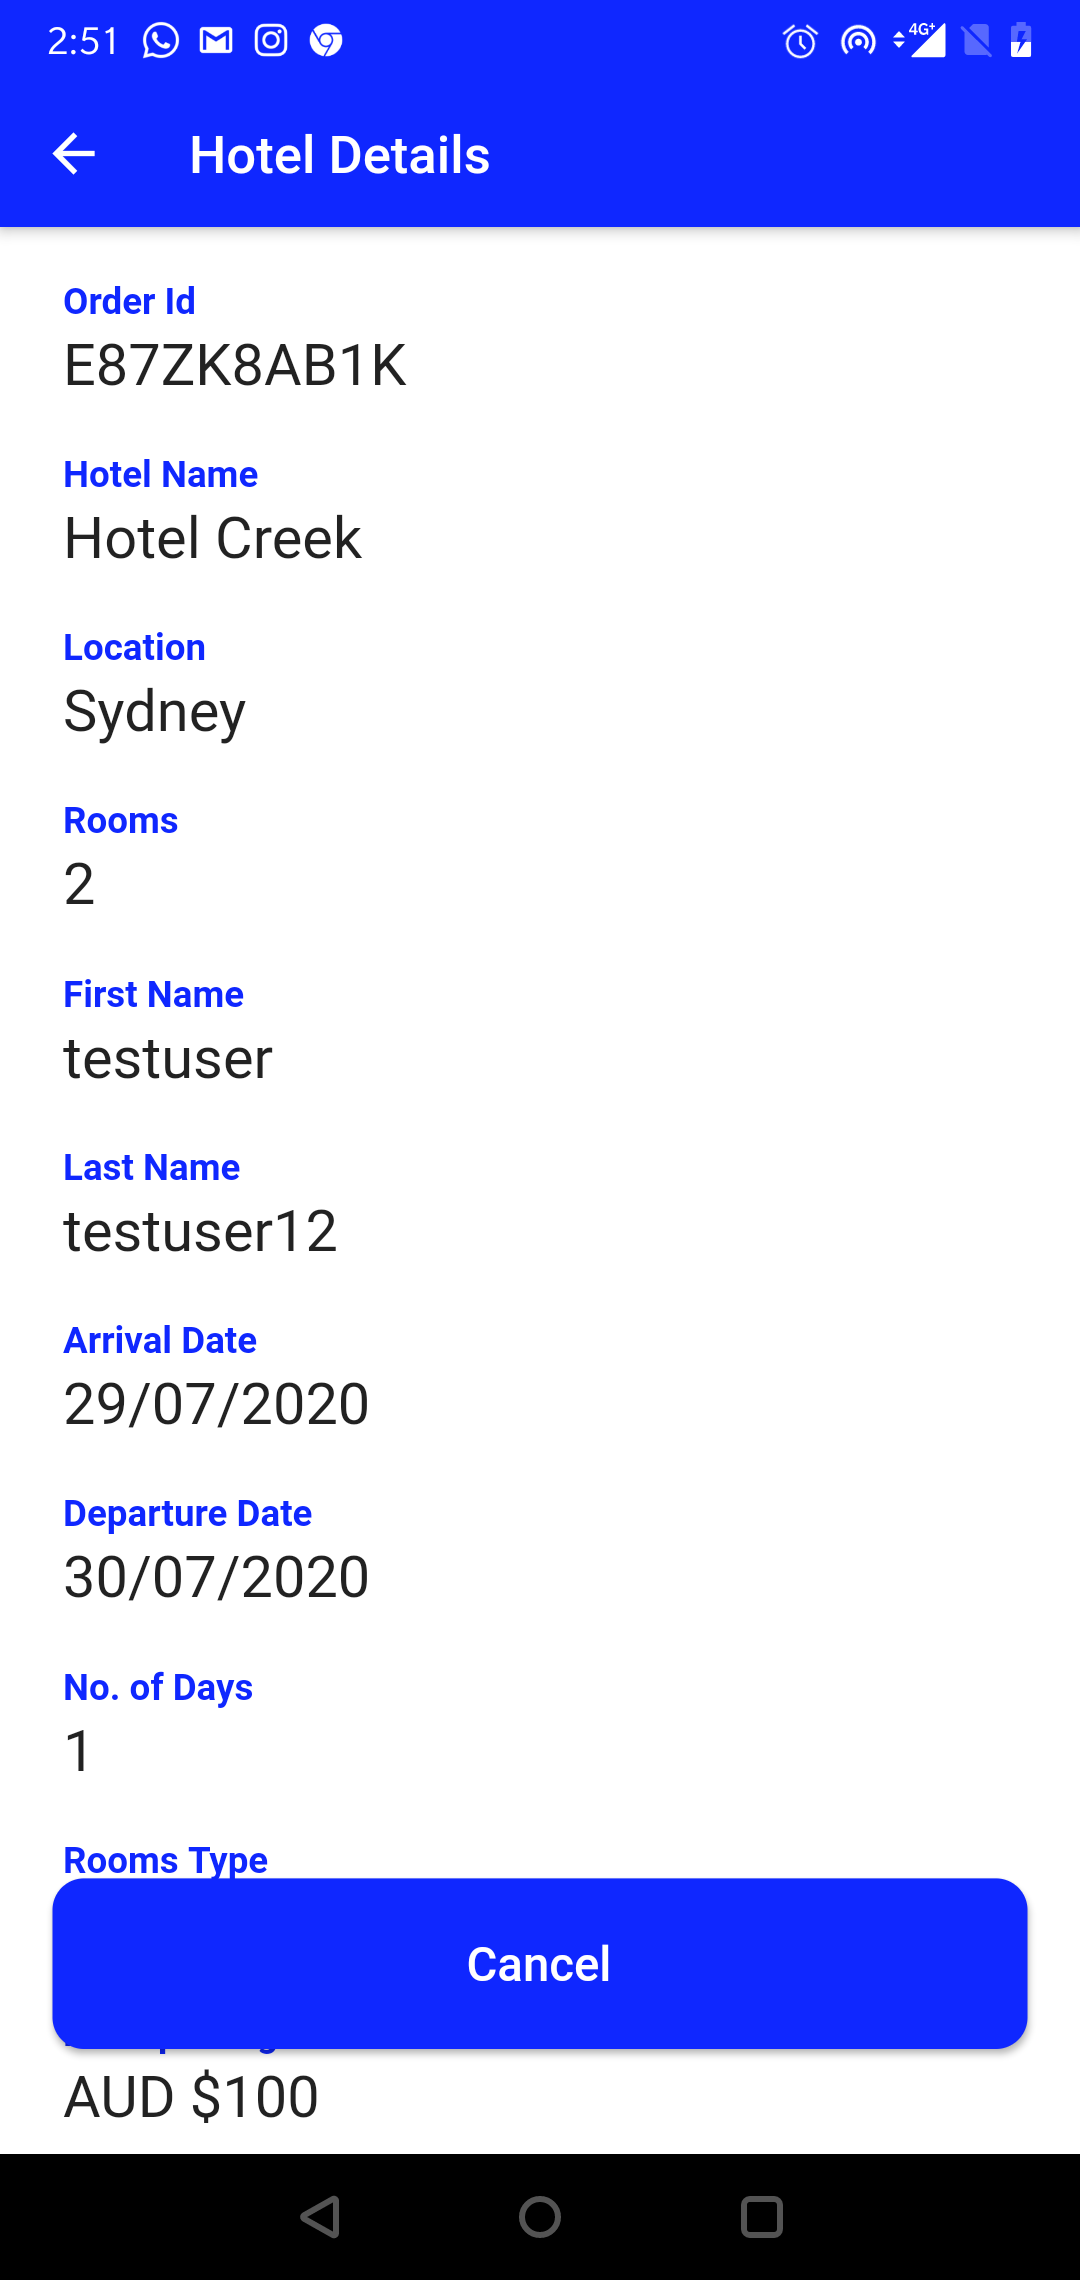 2:51
4G+
Hotel Details
Order Id
E87ZK8AB1K
Hotel Name
Hotel Creek
Location
Sydney
Rooms
2
First Name
testuser
Last Name
testuser12
Arrival Date
29/07/2020
Departure Date
30/07/2020
No. of Days
1
Rooms Type
Cancel
AUD $100